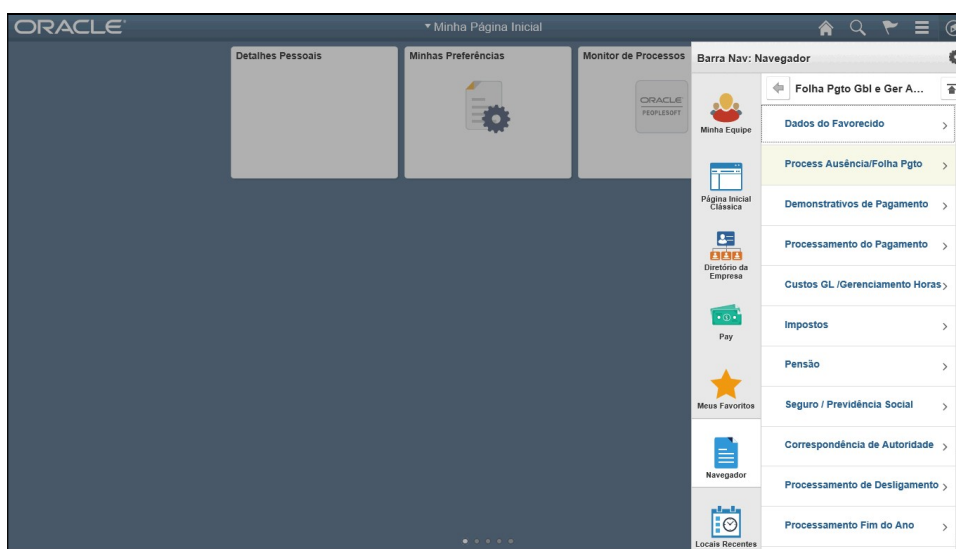 ORACLE
Minha Página Inicial
Detalhes Pessoais
Minhas Preferências
Monitor de Processos
ORACLE
PEOPLESOFT
Barra Nav: Navegador
Minha Equipe
Página Inicial
Clássica
Diretório da
Empresa
Pay
Meus Favoritos
Navegador
Locais Recentes
Folha Pgto Gbl e Ger A...
Dados do Favorecido
Process Ausência/Folha Pgto
Demonstrativos de Pagamento
Processamento do Pagamento
Custos GL /Gerenciamento Horas
Impostos
Pensão
Seguro / Previdência Social
Correspondência de Autoridade
Processamento de Desligamento
Processamento Fim do Ano